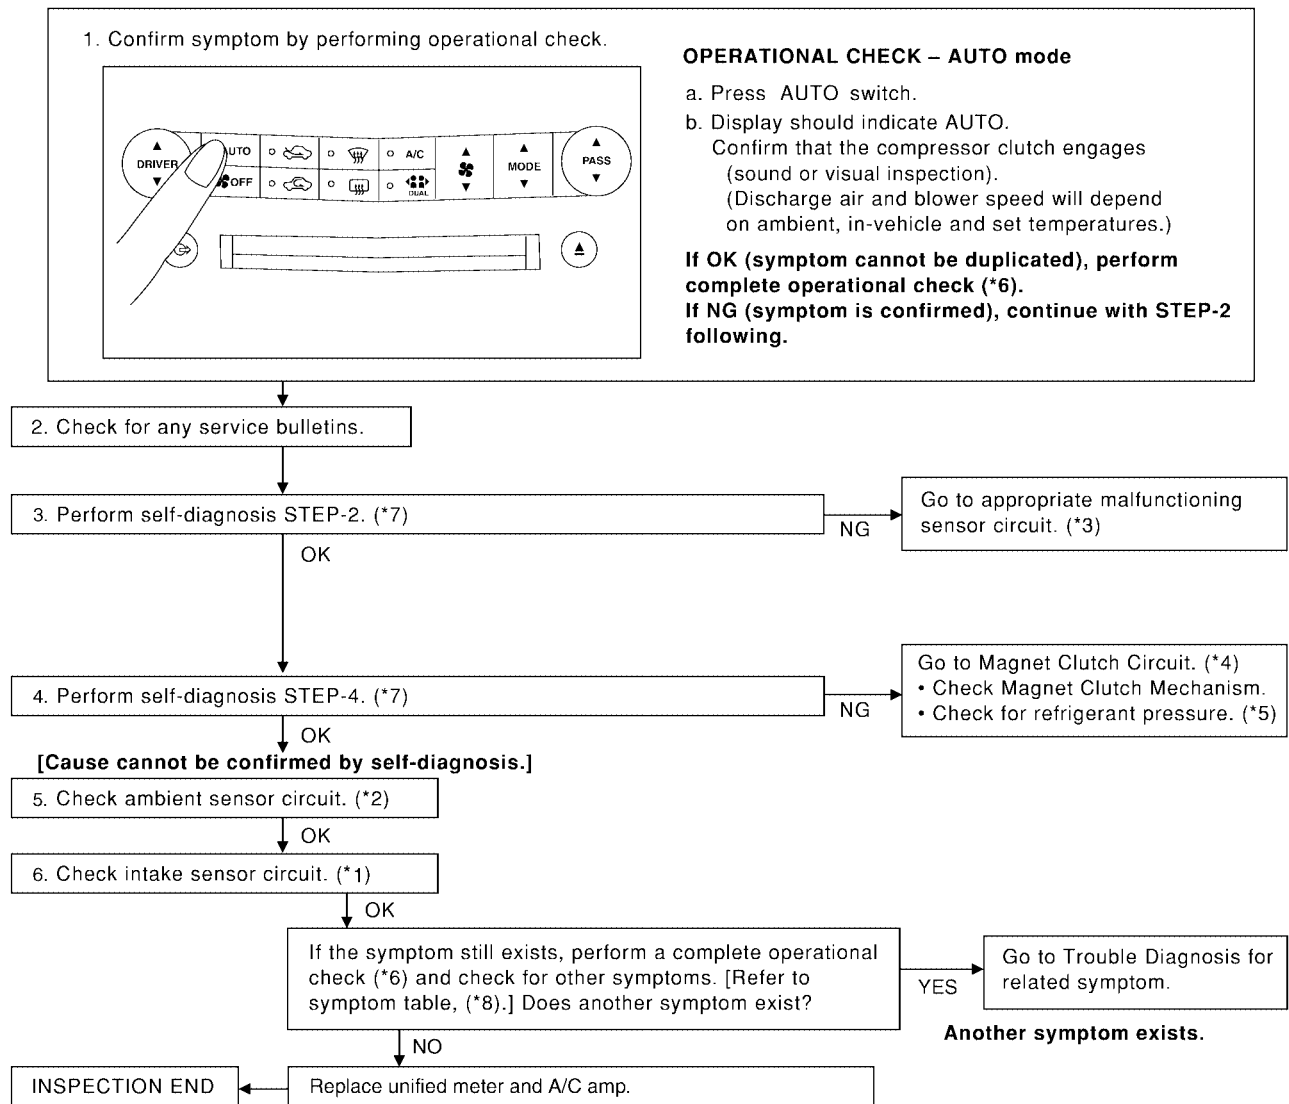 1. Confirm symptom by performing operational check.
DRIVER
AUTO
A/C
OFF
DUAL
MODE
PASS
OPERATIONAL CHECK – AUTO mode
a. Press AUTO switch.
b. Display should indicate AUTO.
Confirm that the compressor clutch engages
(sound or visual inspection).
(Discharge air and blower speed will depend
on ambient, in-vehicle and set temperatures.)
If OK (symptom cannot be duplicated), perform
complete operational check (*6).
If NG (symptom is confirmed), continue with STEP-2
following.
2. Check for any service bulletins.
3. Perform self-diagnosis STEP-2. (*7)
NG
Go to appropriate malfunctioning
sensor circuit. (*3)
OK
4. Perform self-diagnosis STEP-4. (*7)
NG
Go to Magnet Clutch Circuit. (*4)
• Check Magnet Clutch Mechanism.
• Check for refrigerant pressure. (*5)
OK
[Cause cannot be confirmed by self-diagnosis.]
5. Check ambient sensor circuit. (*2)
OK
6. Check intake sensor circuit. (*1)
OK
If the symptom still exists, perform a complete operational
check (*6) and check for other symptoms. [Refer to
symptom table, (*8).] Does another symptom exist?
YES
Go to Trouble Diagnosis for
related symptom.
Another symptom exists.
NO
Replace unified meter and A/C amp.
INSPECTION END